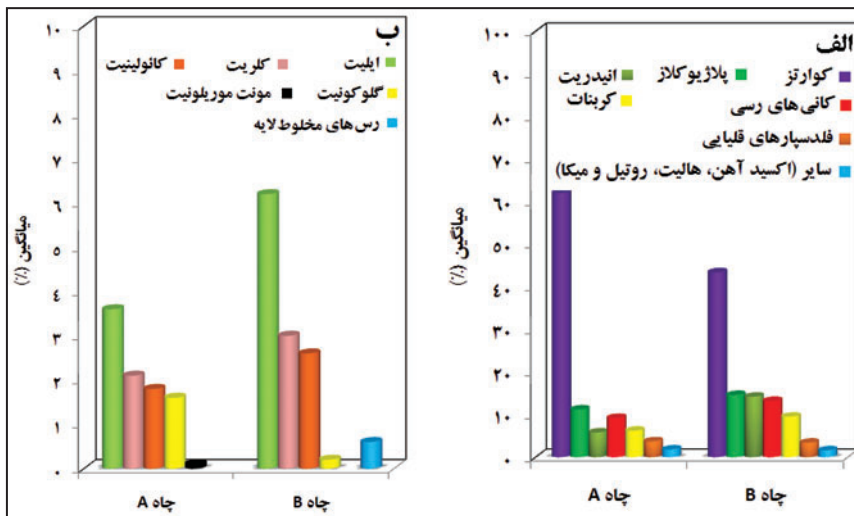 الف
کوارتز پلاژیوکلاز انیدریت
کانی‌های رسی کربنات
فلدسپارهای قلیایی
سایر (اکسید آهن، هالیت، روتیل و میکا)
میانگین (٪)
۱۰۰
۹۰
۸۰
۷۰
۶۰
۵۰
۴۰
۳۰
۲۰
۱۰
۰
چاه A چاه B
ب
ایلیت کلریت کائولینیت
گلوکونیت مونت موریلونیت
رس‌های مخلوط لایه
میانگین (٪)
۱۰
۹
۸
۷
۶
۵
۴
۳
۲
۱
۰
چاه A چاه B